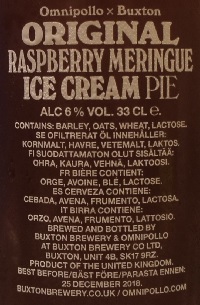 Omnipollo × Buxton
ORIGINAL
RASPBERRY MERINGUE
ICE CREAM PIE
ALC 6 % VOL. 33 CL e.
CONTAINS: BARLEY, OATS, WHEAT, LACTOSE.
SE OFILTRERAT ÖL INNEHÅLLER:
KORNMALT, HAVRE, VETEMALT, LAKTOS.
FI SUODATTAMATON OLUT SISÄLTÄÄ:
OHRA, KAURA, VEHNÄ, LAKTOOSI.
FR BIÈRE CONTIENT:
ORGE, AVOINE, BLÉ, LACTOSE.
ES CERVEZA CONTIENE:
CEBADA, AVENA, FRUMENTO, LACTOSA.
IT BIRRA CONTIENE:
ORZO, AVENA, FRUMENTO, LATTOSIO.
BREWED AND BOTTLED BY
BUXTON BREWERY & OMNIPOLLO
AT BUXTON BREWERY CO LTD,
BUXTON, UNIT 4B, SK17 9RZ.
PRODUCT OF THE UNITED KINGDOM.
BEST BEFORE/BÄST FÖRE/PARASTA ENNEN:
25 DECEMBER 2018.
BUXTONBREWERY.CO.UK / OMNIPOLLO.COM